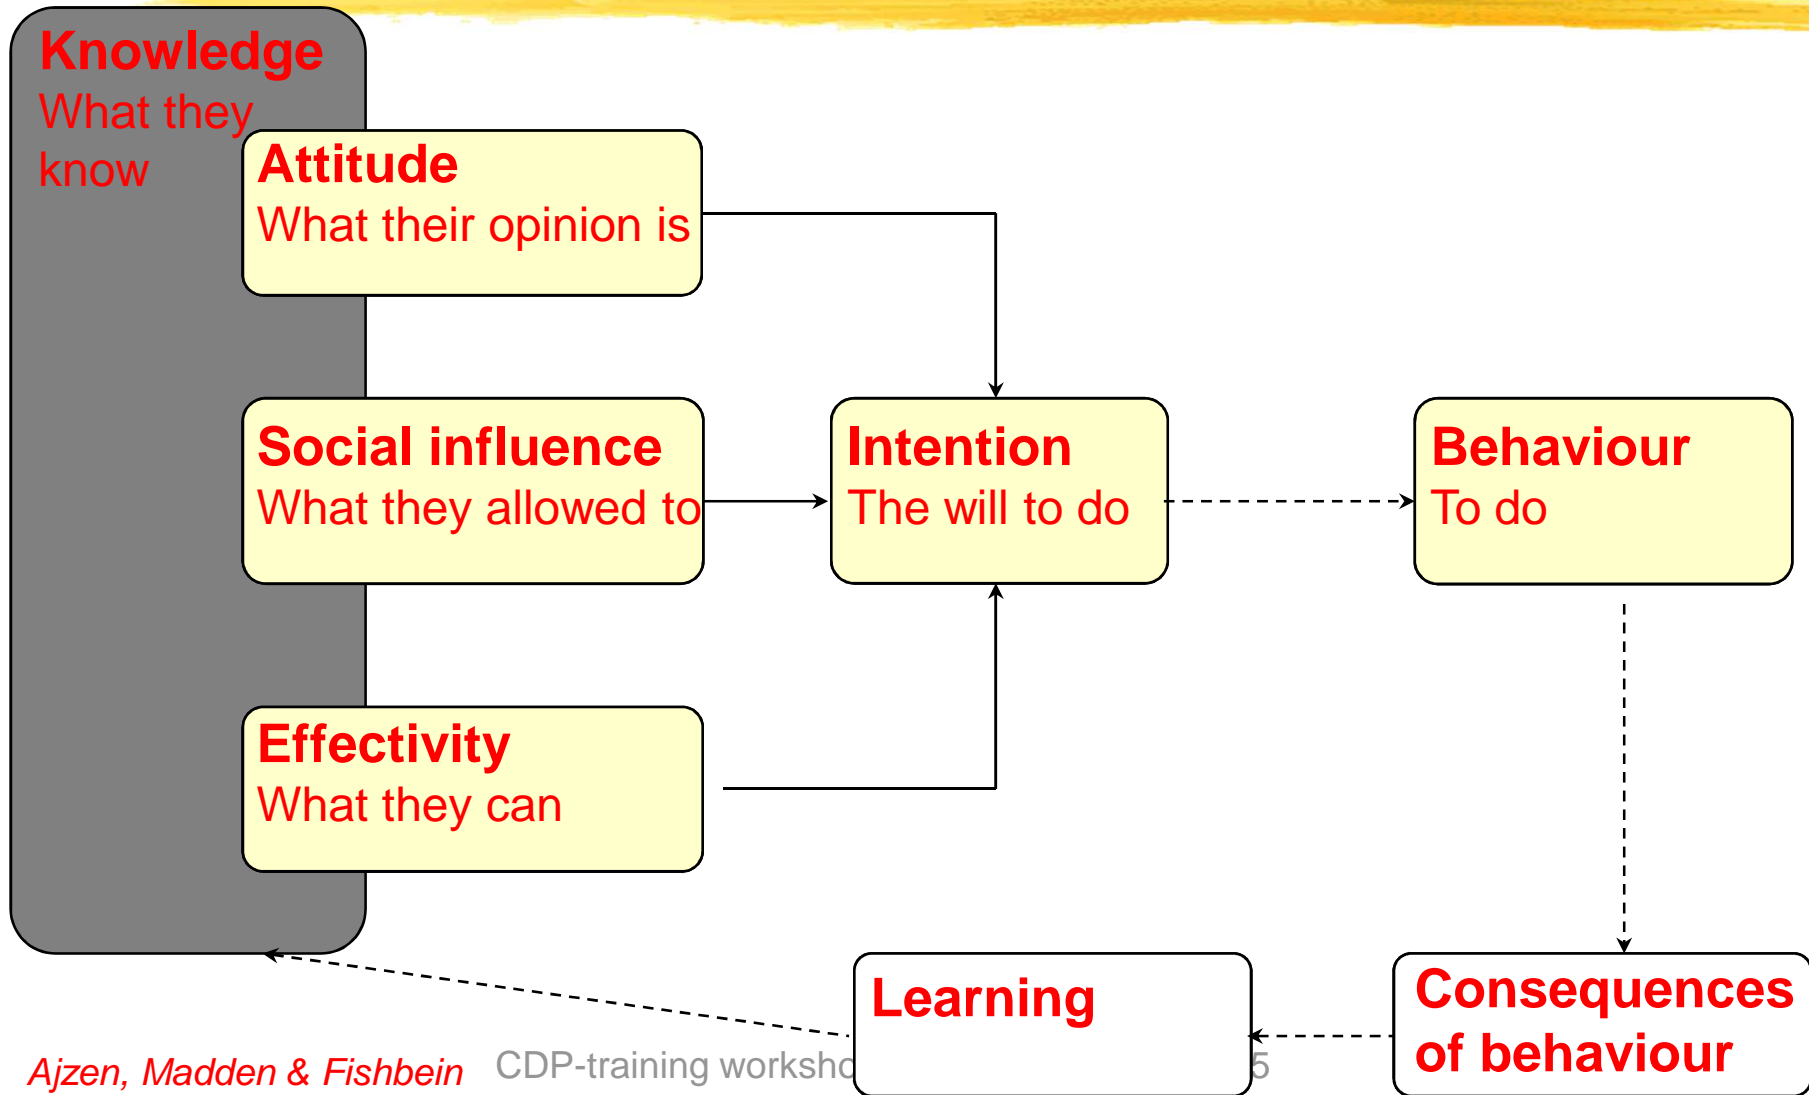 Knowledge
What they
know
Attitude
What their opinion is
Social influence
What they allowed to
Intention
The will to do
Behaviour
To do
Effectivity
What they can
Learning
Consequences
of behaviour
Ajzen, Madden & Fishbein
CDP-training
5